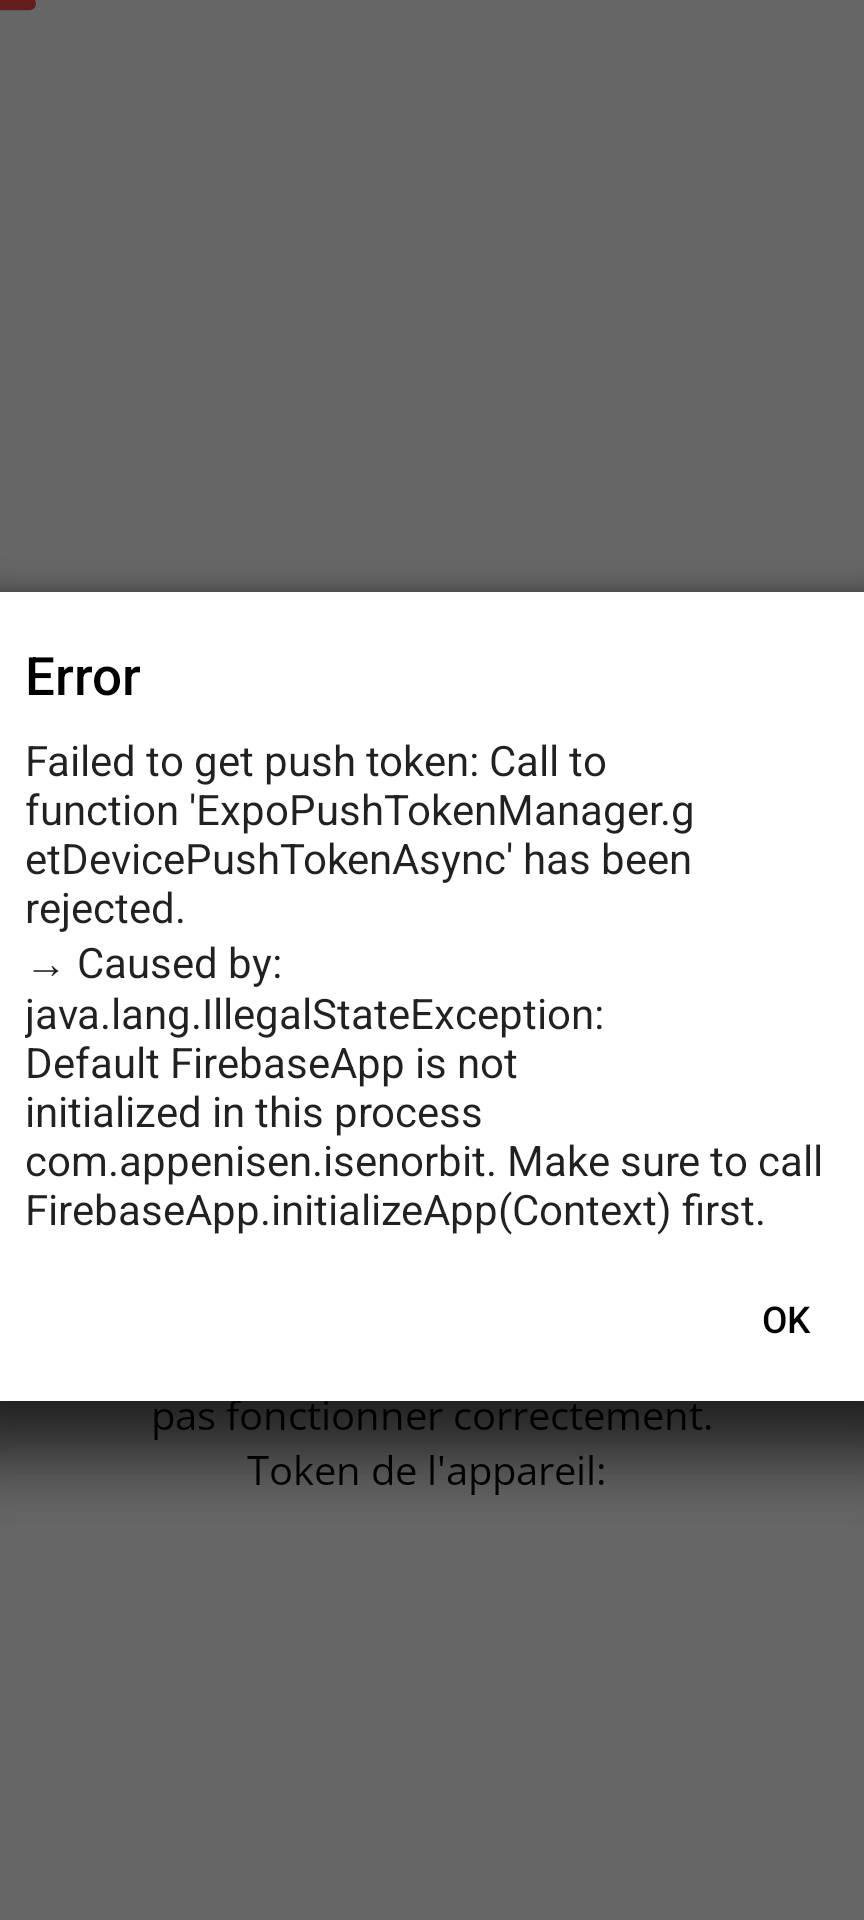 Error
Failed to get push token: Call to
function 'ExpoPushTokenManager.g
etDevicePushTokenAsync' has been
rejected.
→ Caused by:
java.lang.IllegalStateException:
Default FirebaseApp is not
initialized in this process
com.appenisen.isenorbit. Make sure to call
FirebaseApp.initializeApp(Context) first.
OK
pas fonctionner correctement.
Token de l'appareil: